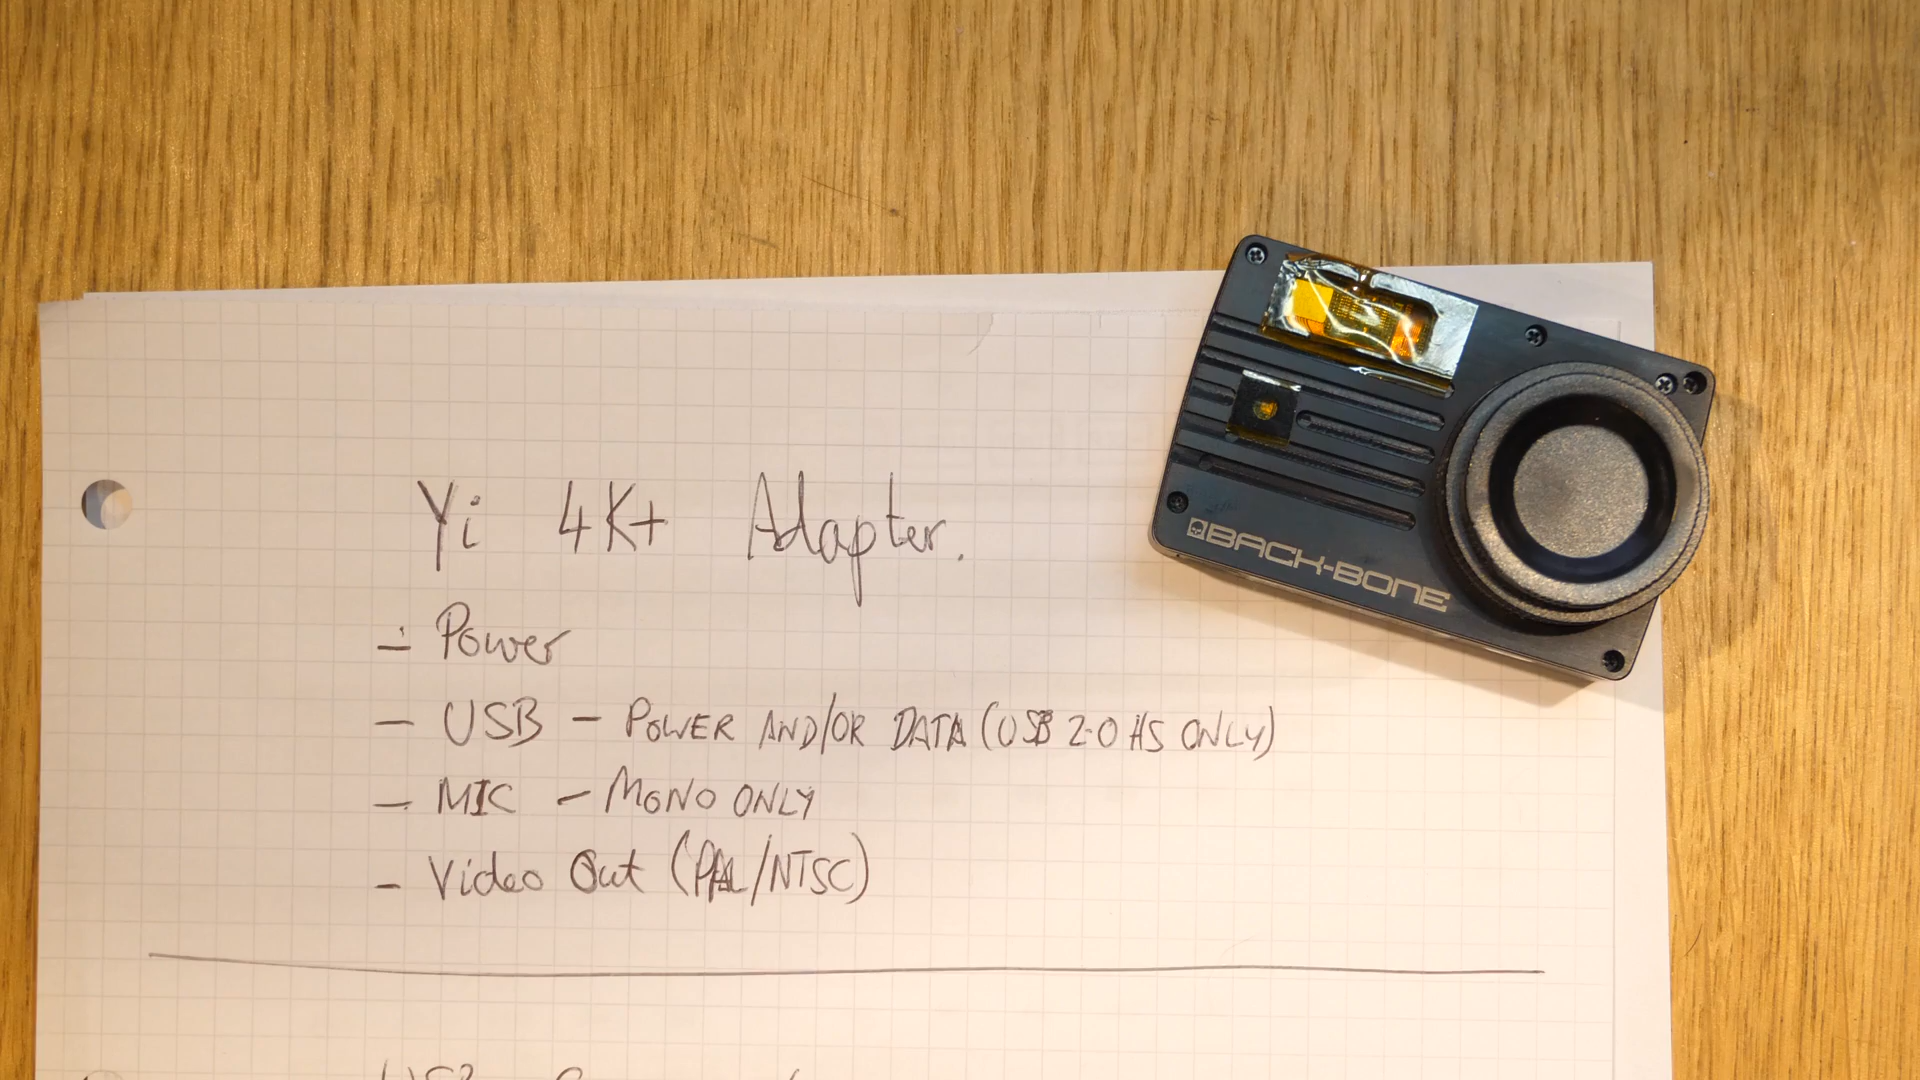 Yi 4K+ Adapter.
- Power
- USB - POWER AND/OR DATA (USB 2.0 HS ONLY)
- MIC - MONO ONLY
- Video Out (PAL/NTSC)
BACK-BONE